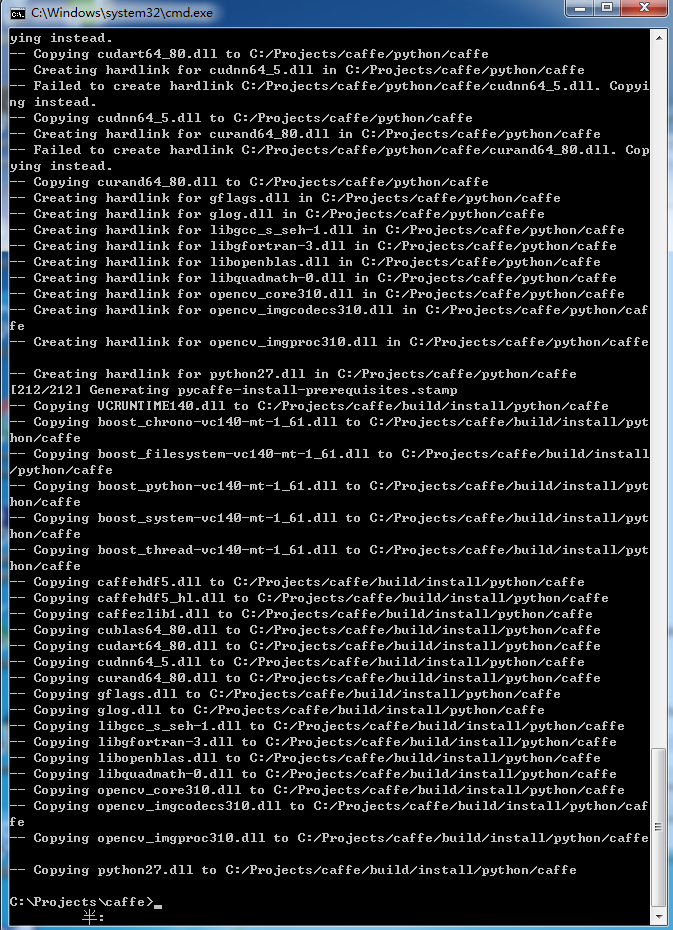 C:\Windows\system32\cmd.exe
ying instead.
-- Copying cudart64_80.dll to C:/Projects/caffe/python/caffe
-- Creating hardlink for cudnn64_5.dll in C:/Projects/caffe/python/caffe
-- Failed to create hardlink C:/Projects/caffe/python/caffe/cudnn64_5.dll. Copyi
ng instead.
-- Copying cudnn64_5.dll to C:/Projects/caffe/python/caffe
-- Creating hardlink for curand64_80.dll in C:/Projects/caffe/python/caffe
-- Failed to create hardlink C:/Projects/caffe/python/caffe/curand64_80.dll. Cop
ying instead.
-- Copying curand64_80.dll to C:/Projects/caffe/python/caffe
-- Creating hardlink for gflags.dll in C:/Projects/caffe/python/caffe
-- Creating hardlink for glog.dll in C:/Projects/caffe/python/caffe
-- Creating hardlink for libgcc_s_seh-1.dll in C:/Projects/caffe/python/caffe
-- Creating hardlink for libgfortran-3.dll in C:/Projects/caffe/python/caffe
-- Creating hardlink for libopenblas.dll in C:/Projects/caffe/python/caffe
-- Creating hardlink for libquadmath-0.dll in C:/Projects/caffe/python/caffe
-- Creating hardlink for opencv_core310.dll in C:/Projects/caffe/python/caffe
-- Creating hardlink for opencv_imgcodecs310.dll in C:/Projects/caffe/python/caf
fe
-- Creating hardlink for opencv_imgproc310.dll in C:/Projects/caffe/python/caffe
-- Creating hardlink for python27.dll in C:/Projects/caffe/python/caffe
[212/212] Generating pycaffe-install-prerequisites.stamp
-- Copying VCRUNTIME140.dll to C:/Projects/caffe/build/install/python/caffe
-- Copying boost_chrono-vc140-mt-1_61.dll to C:/Projects/caffe/build/install/pyt
hon/caffe
-- Copying boost_filesystem-vc140-mt-1_61.dll to C:/Projects/caffe/build/install
/python/caffe
-- Copying boost_python-vc140-mt-1_61.dll to C:/Projects/caffe/build/install/pyt
hon/caffe
-- Copying boost_system-vc140-mt-1_61.dll to C:/Projects/caffe/build/install/pyt
hon/caffe
-- Copying boost_thread-vc140-mt-1_61.dll to C:/Projects/caffe/build/install/pyt
hon/caffe
-- Copying caffehdf5.dll to C:/Projects/caffe/build/install/python/caffe
-- Copying caffehdf5_hl.dll to C:/Projects/caffe/build/install/python/caffe
-- Copying caffezlib1.dll to C:/Projects/caffe/build/install/python/caffe
-- Copying cublas64_80.dll to C:/Projects/caffe/build/install/python/caffe
-- Copying cudart64_80.dll to C:/Projects/caffe/build/install/python/caffe
-- Copying cudnn64_5.dll to C:/Projects/caffe/build/install/python/caffe
-- Copying curand64_80.dll to C:/Projects/caffe/build/install/python/caffe
-- Copying gflags.dll to C:/Projects/caffe/build/install/python/caffe
-- Copying glog.dll to C:/Projects/caffe/build/install/python/caffe
-- Copying libgcc_s_seh-1.dll to C:/Projects/caffe/build/install/python/caffe
-- Copying libgfortran-3.dll to C:/Projects/caffe/build/install/python/caffe
-- Copying libopenblas.dll to C:/Projects/caffe/build/install/python/caffe
-- Copying libquadmath-0.dll to C:/Projects/caffe/build/install/python/caffe
-- Copying opencv_core310.dll to C:/Projects/caffe/build/install/python/caffe
-- Copying opencv_imgcodecs310.dll to C:/Projects/caffe/build/install/python/caf
fe
-- Copying opencv_imgproc310.dll to C:/Projects/caffe/build/install/python/caffe
-- Copying python27.dll to C:/Projects/caffe/build/install/python/caffe
C:\Projects\caffe>_
半: